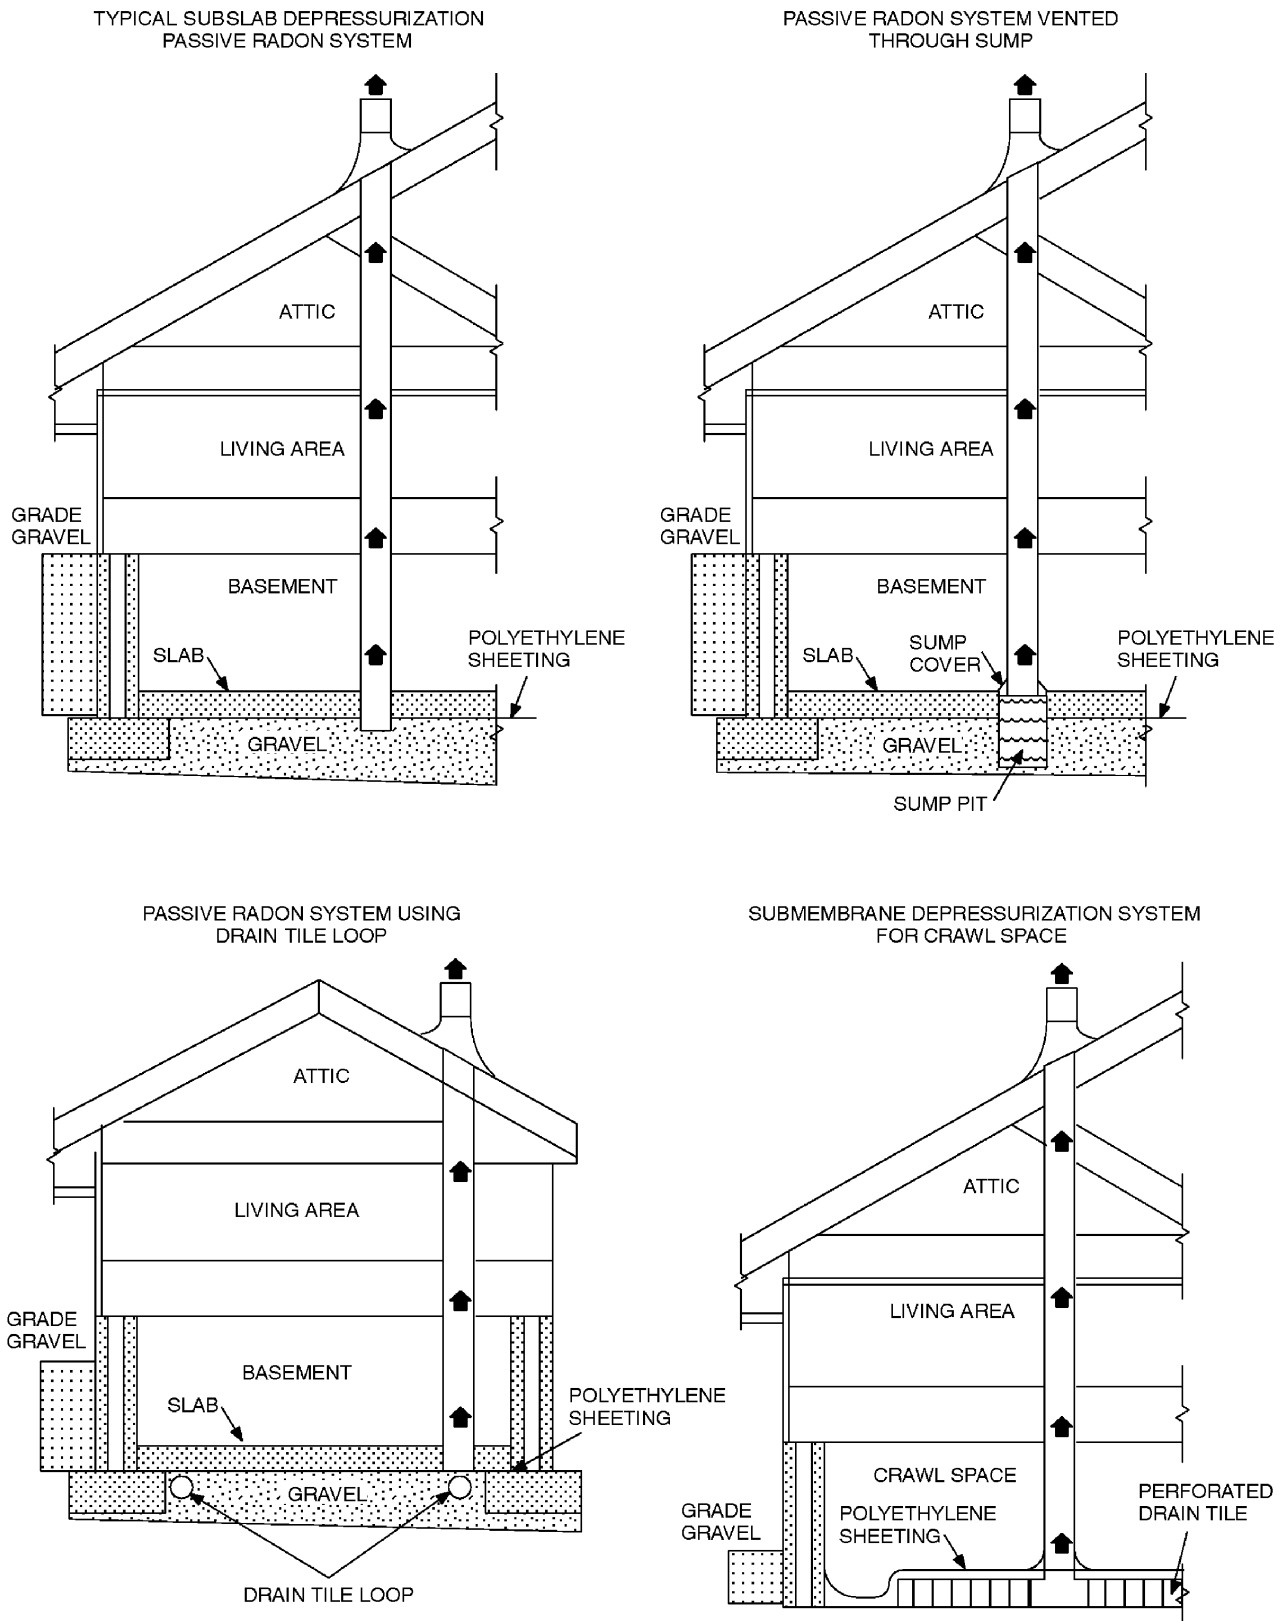 TYPICAL SUBSLAB DEPRESSURIZATION
PASSIVE RADON SYSTEM
ATTIC
LIVING AREA
GRADE
GRAVEL
BASEMENT
SLAB
POLYETHYLENE
SHEETING
GRAVEL
PASSIVE RADON SYSTEM VENTED
THROUGH SUMP
ATTIC
LIVING AREA
GRADE
GRAVEL
BASEMENT
SLAB
SUMP
COVER
POLYETHYLENE
SHEETING
GRAVEL
SUMP PIT
PASSIVE RADON SYSTEM USING
DRAIN TILE LOOP
ATTIC
LIVING AREA
GRADE
GRAVEL
BASEMENT
SLAB
POLYETHYLENE
SHEETING
GRAVEL
DRAIN TILE LOOP
SUBMEMBRANE DEPRESSURIZATION SYSTEM
FOR CRAWL SPACE
ATTIC
LIVING AREA
CRAWL SPACE
GRADE
GRAVEL
POLYETHYLENE
SHEETING
PERFORATED
DRAIN TILE